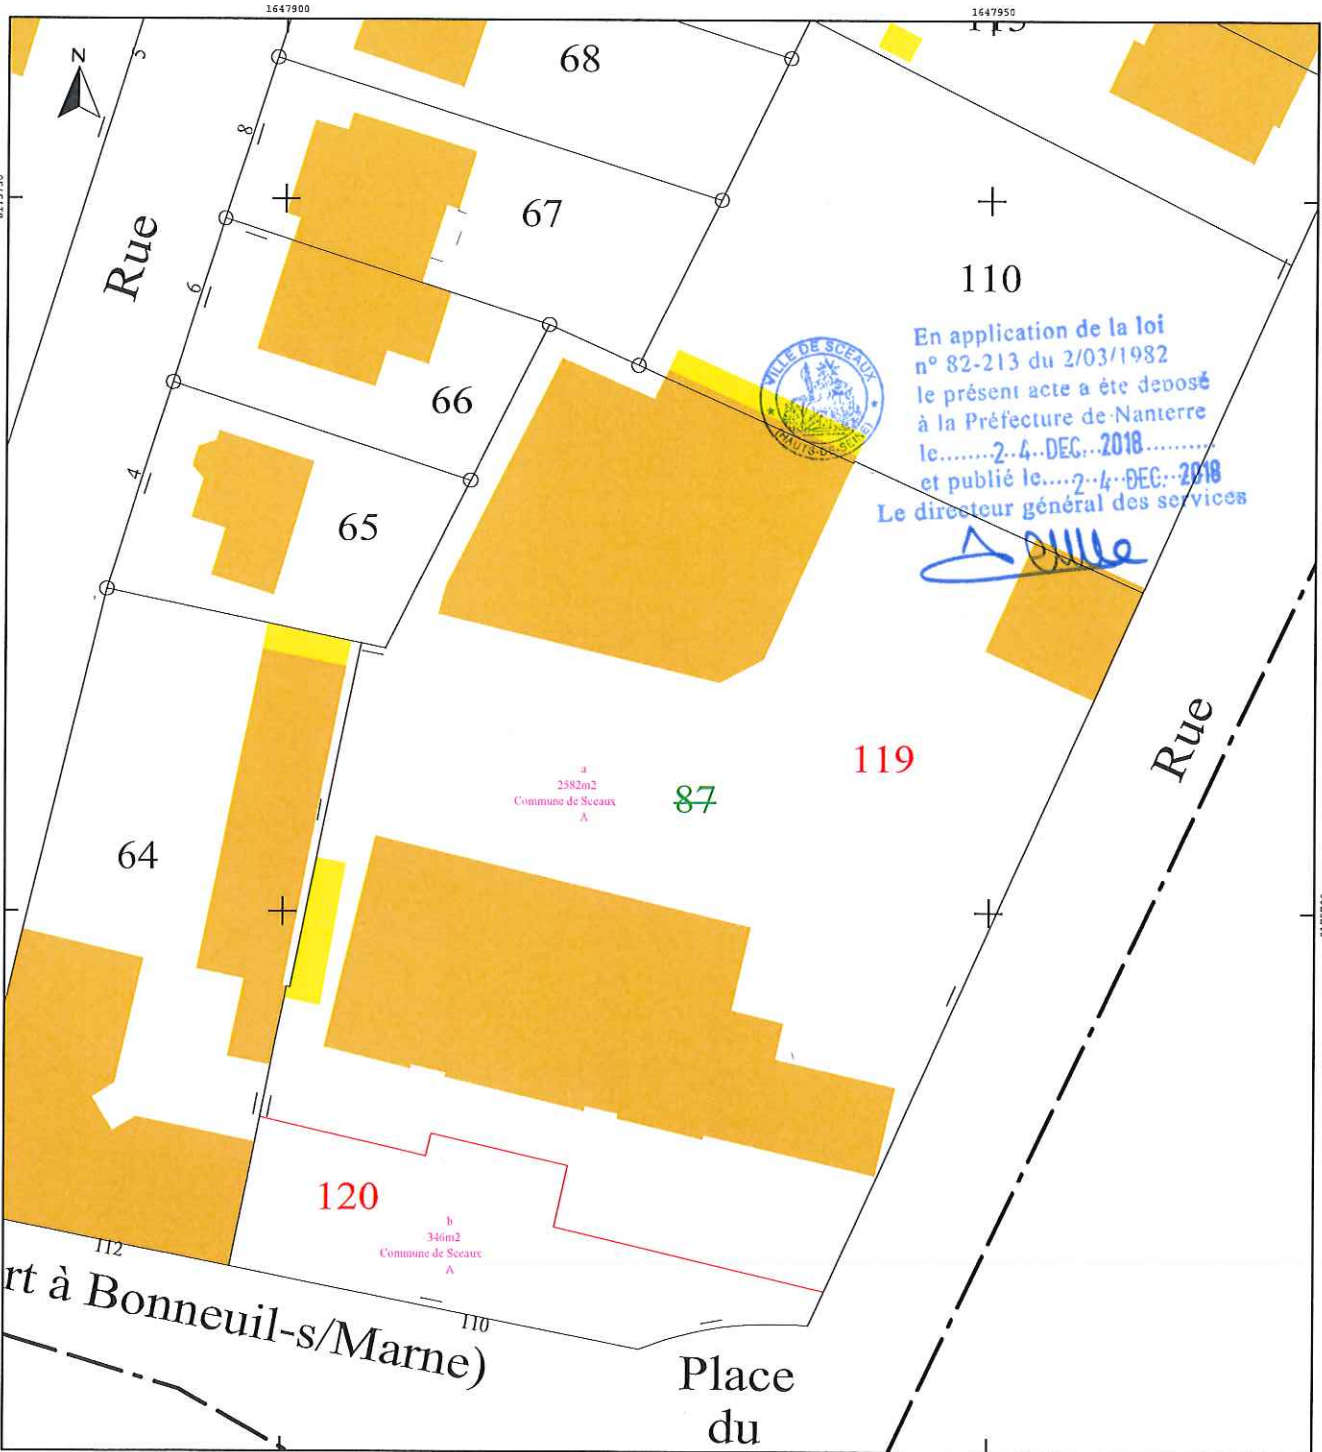 1647900
1647950
N
5
68
115
8
67
Rue
110
6
66
VILLE DE SCEAUX
(HAUTS-DE-SEINE)
En application de la loi
n° 82-213 du 2/03/1982
le présent acte a été déposé
à la Préfecture de Nanterre
le........2.4..DEC..2018..........
et publié le.....2..4..DEC..2018
Le directeur général des services
4
65
Rue
119
a
2582m2
Commune de Sceaux
A
87
64
120
b
346m2
Commune de Sceaux
A
112
110
rt à Bonneuil-s/Marne)
Place
du